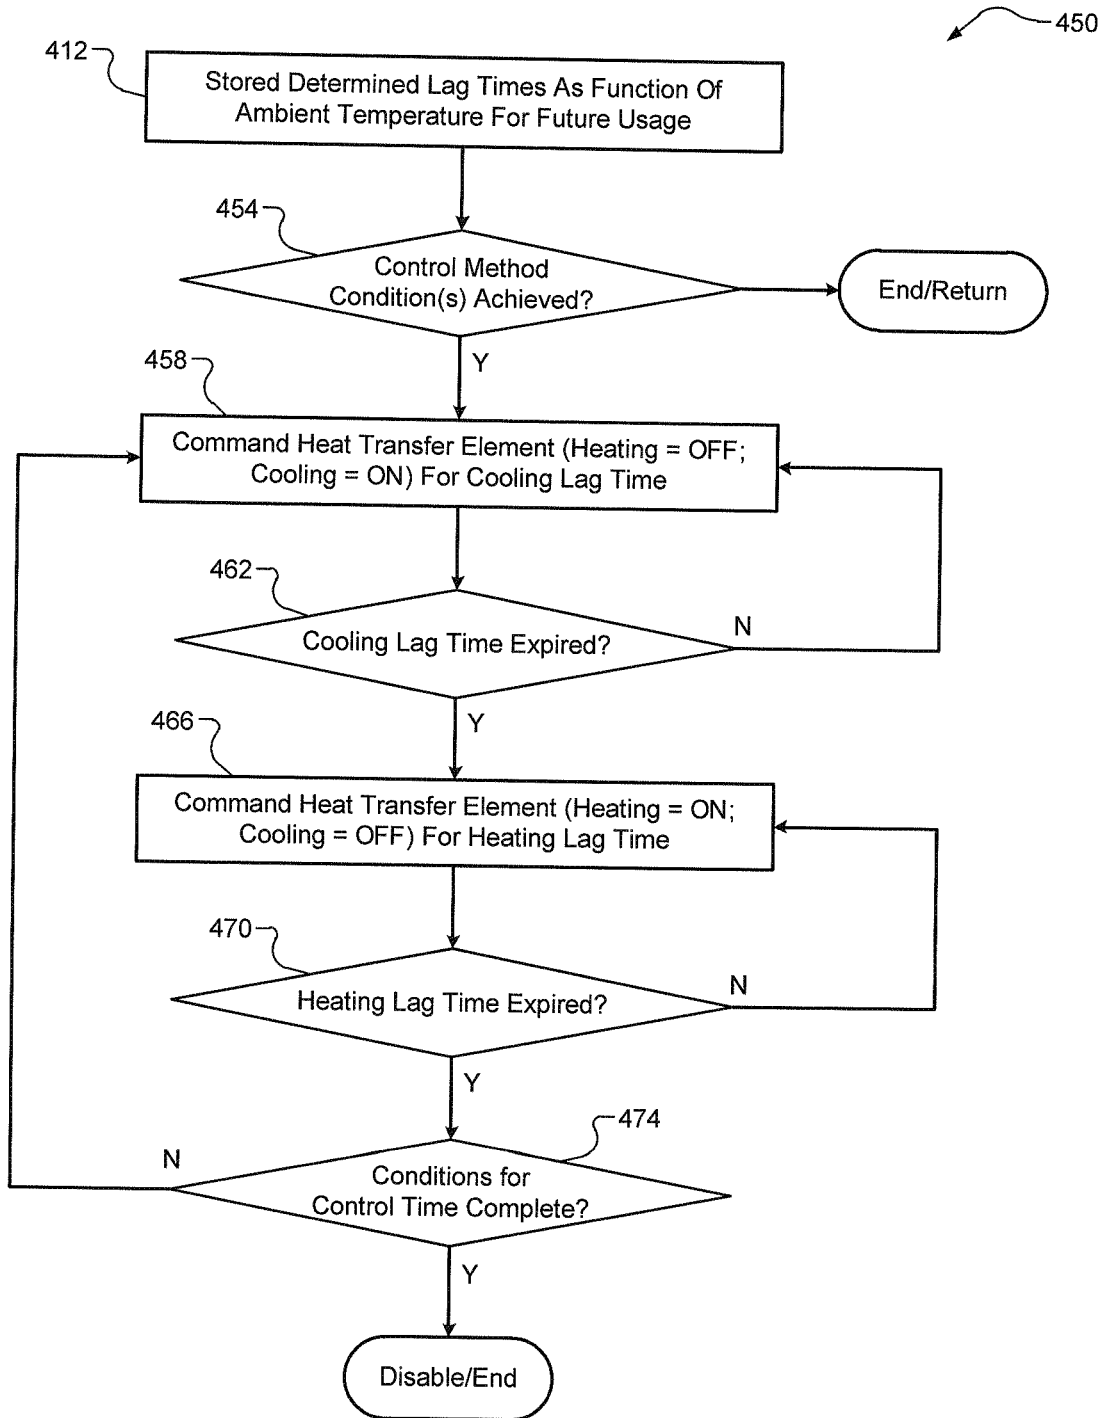 450
412
Stored Determined Lag Times As Function Of
Ambient Temperature For Future Usage
454
Control Method
Condition(s) Achieved?
End/Return
Y
458
Command Heat Transfer Element (Heating = OFF;
Cooling = ON) For Cooling Lag Time
462
Cooling Lag Time Expired?
N
Y
466
Command Heat Transfer Element (Heating = ON;
Cooling = OFF) For Heating Lag Time
470
Heating Lag Time Expired?
N
Y
474
N
Conditions for
Control Time Complete?
Y
Disable/End